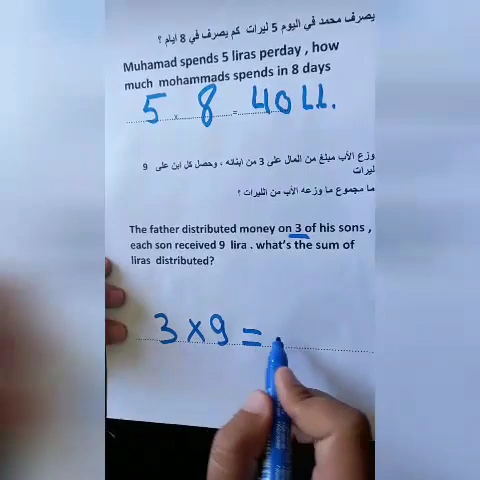 يصرف محمد في اليوم 5 ليرات كم يصرف في 8 ايام ؟
Muhamad spends 5 liras perday , how
much mohammads spends in 8 days
5 x 8 = 40 LL.
وزع الأب مبلغ من المال على 3 من ابنائه ، وحصل كل ابن على 9
ليرات
ما مجموع ما وزعه الأب من الليرات ؟
The father distributed money on 3 of his sons ,
each son received 9 lira . what's the sum of
liras distributed?
3 x 9 =